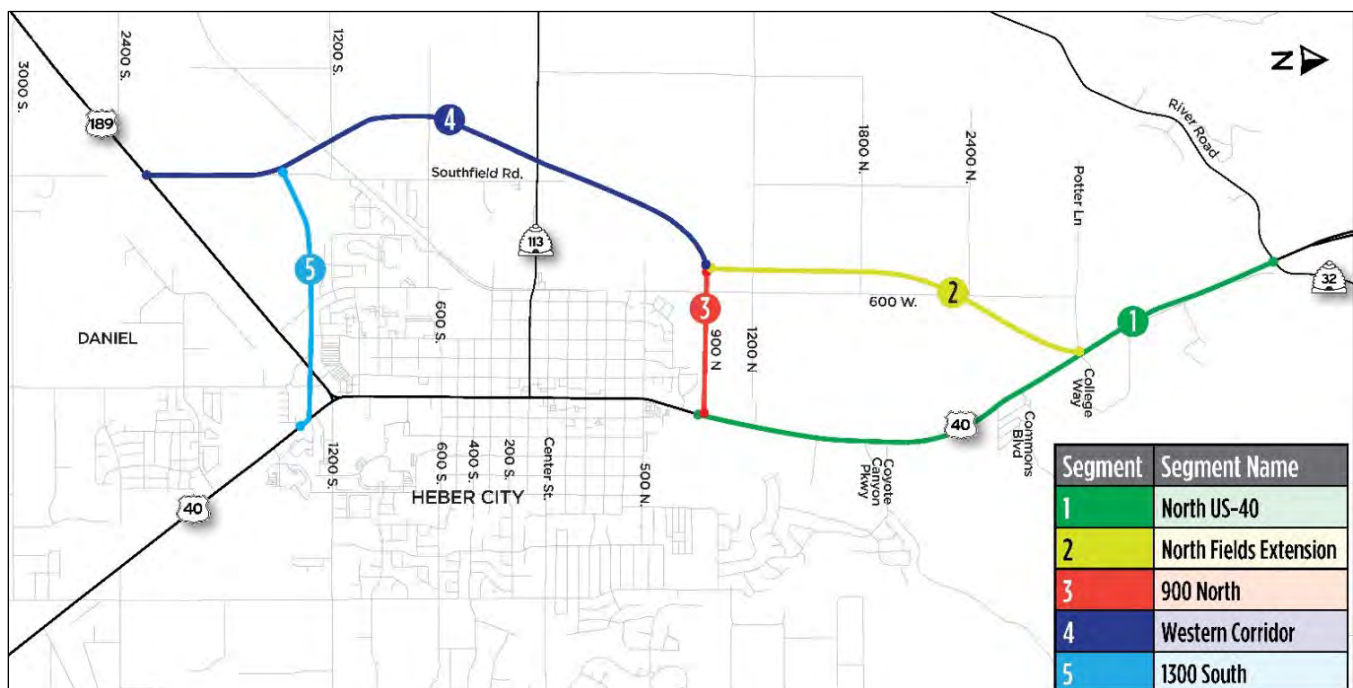 3000 S.
2400 S.
1200 S.
189
4
Southfield Rd.
113
1800 N.
2400 N.
Potter Ln
River Road
N
32
5
DANIEL
600 S.
3
900 N
1200 N.
600 W.
2
1
College
Way
Commons
Blvd
40
Coyote
Canyon
Pkwy
1200 S.
600 S.
400 S.
200 S.
Center St.
500 N.
HEBER CITY
40
Segment Segment Name
1 North US-40
2 North Fields Extension
3 900 North
4 Western Corridor
5 1300 South